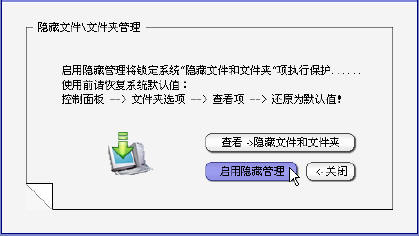 隐藏文件\文件夹管理
启用隐藏管理将锁定系统“隐藏文件和文件夹”项执行保护......
使用前请恢复系统默认值：
控制面板 --> 文件夹选项 --> 查看项 --> 还原为默认值!
查看 ->隐藏文件和文件夹
启用隐藏管理
<-关闭